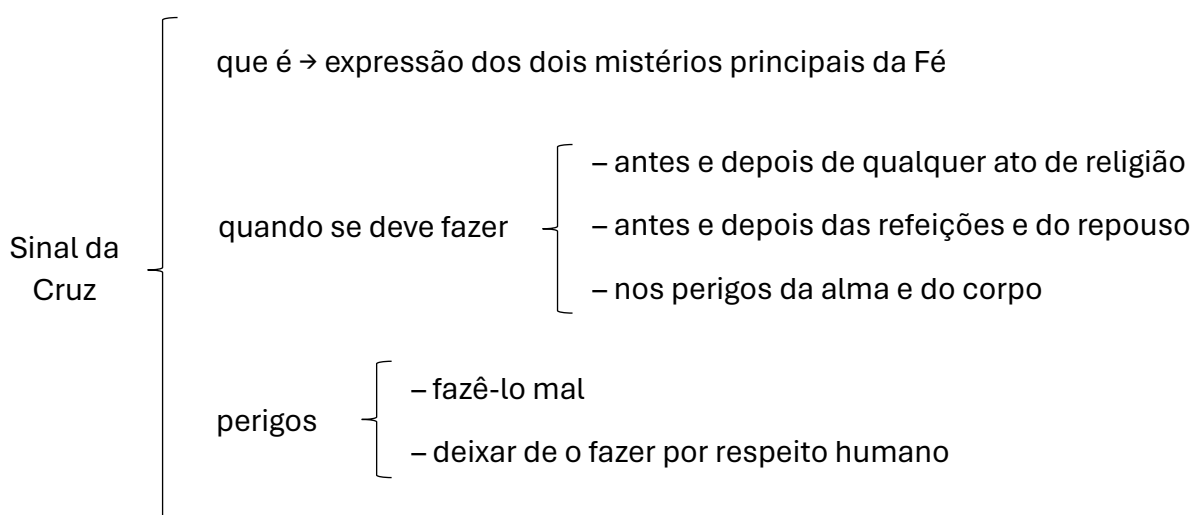 Sinal da
Cruz
que é → expressão dos dois mistérios principais da Fé
quando se deve fazer
– antes e depois de qualquer ato de religião
– antes e depois das refeições e do repouso
– nos perigos da alma e do corpo
perigos
– fazê-lo mal
– deixar de o fazer por respeito humano